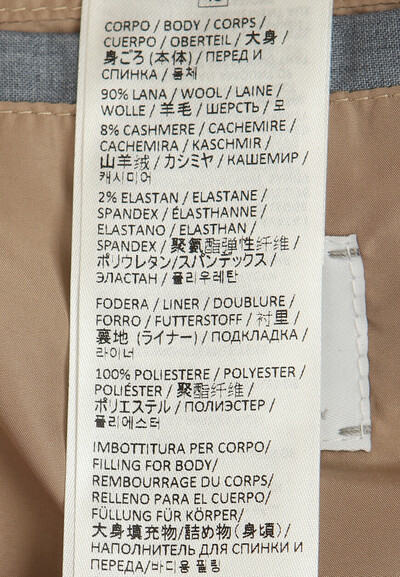 CORPO / BODY / CORPS /
CUERPO / OBERTEIL / 大身 /
身ごろ (本体) / ПЕРЕД И
СПИНКА / 몸체
90% LANA / WOOL / LAINE /
WOLLE / 羊毛 / ШЕРСТЬ / 모
8% CASHMERE / CACHEMIRE /
CACHEMIRA / KASCHMIR /
山羊绒 / カシミヤ / КАШЕМИР /
캐시미어
2% ELASTAN / ELASTANE /
SPANDEX / ÉLASTHANNE /
ELASTANO / ELASTHAN /
SPANDEX / 聚氨酯弹性纤维 /
ポリウレタン / スパンデックス /
ЭЛАСТАН / 폴리우레탄
FODERA / LINER / DOUBLURE /
FORRO / FUTTERSTOFF / 衬里 /
裏地 (ライナー) / ПОДКЛАДКА /
라이너
100% POLIESTERE / POLYESTER /
POLIÉSTER / 聚酯纤维 /
ポリエステル / ПОЛИЭСТЕР /
폴리에스터
IMBOTTITURA PER CORPO/
FILLING FOR BODY/
REMBOURRAGE DU CORPS/
RELLENO PARA EL CUERPO/
FÜLLUNG FÜR KÖRPER/
大身填充物/詰め物 (身頃) /
НАПОЛНИТЕЛЬ ДЛЯ СПИНКИ И
ПЕРЕДА/바디용 필링